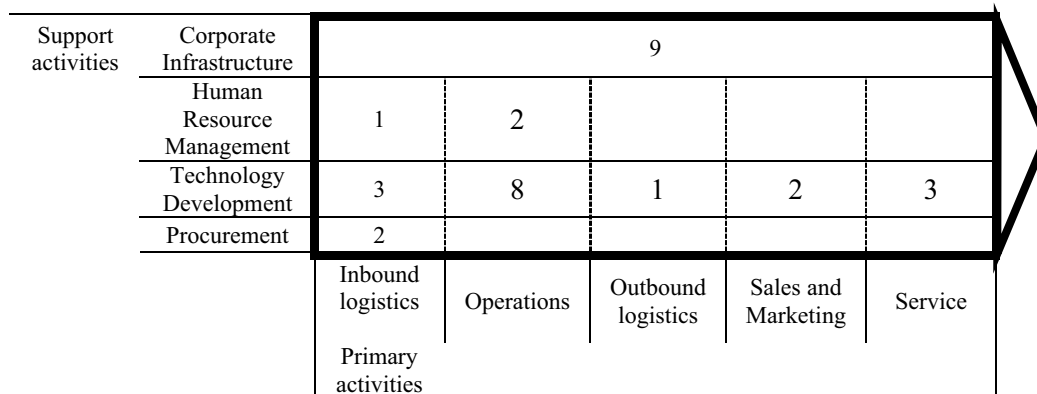 Support
activities
Corporate
Infrastructure
9
Human
Resource
Management
1
2
Technology
Development
3
8
1
2
3
Procurement
2
Inbound
logistics
Operations
Outbound
logistics
Sales and
Marketing
Service
Primary
activities